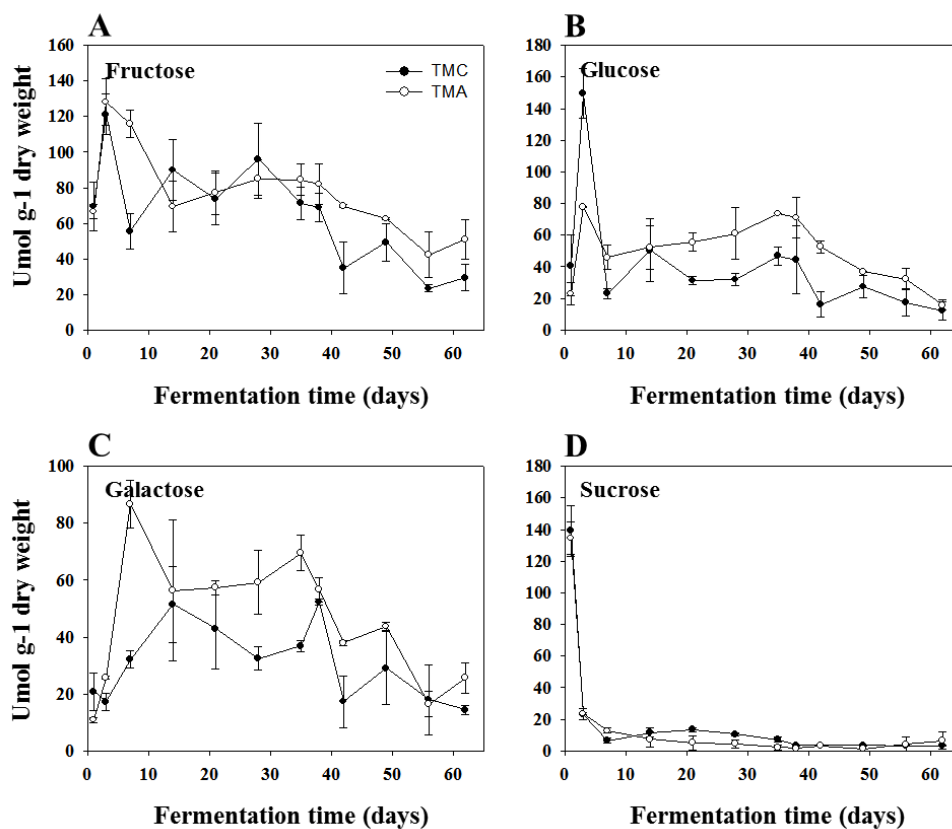 A
Fructose
TMC
TMA
160
140
120
100
80
60
40
20
0
0 10 20 30 40 50 60
Umol g-1 dry weight
Fermentation time (days)
B
Glucose
180
160
140
120
100
80
60
40
20
0
0 10 20 30 40 50 60
Fermentation time (days)
C
Galactose
100
80
60
40
20
0
0 10 20 30 40 50 60
Umol g-1 dry weight
Fermentation time (days)
D
Sucrose
180
160
140
120
100
80
60
40
20
0
0 10 20 30 40 50 60
Fermentation time (days)